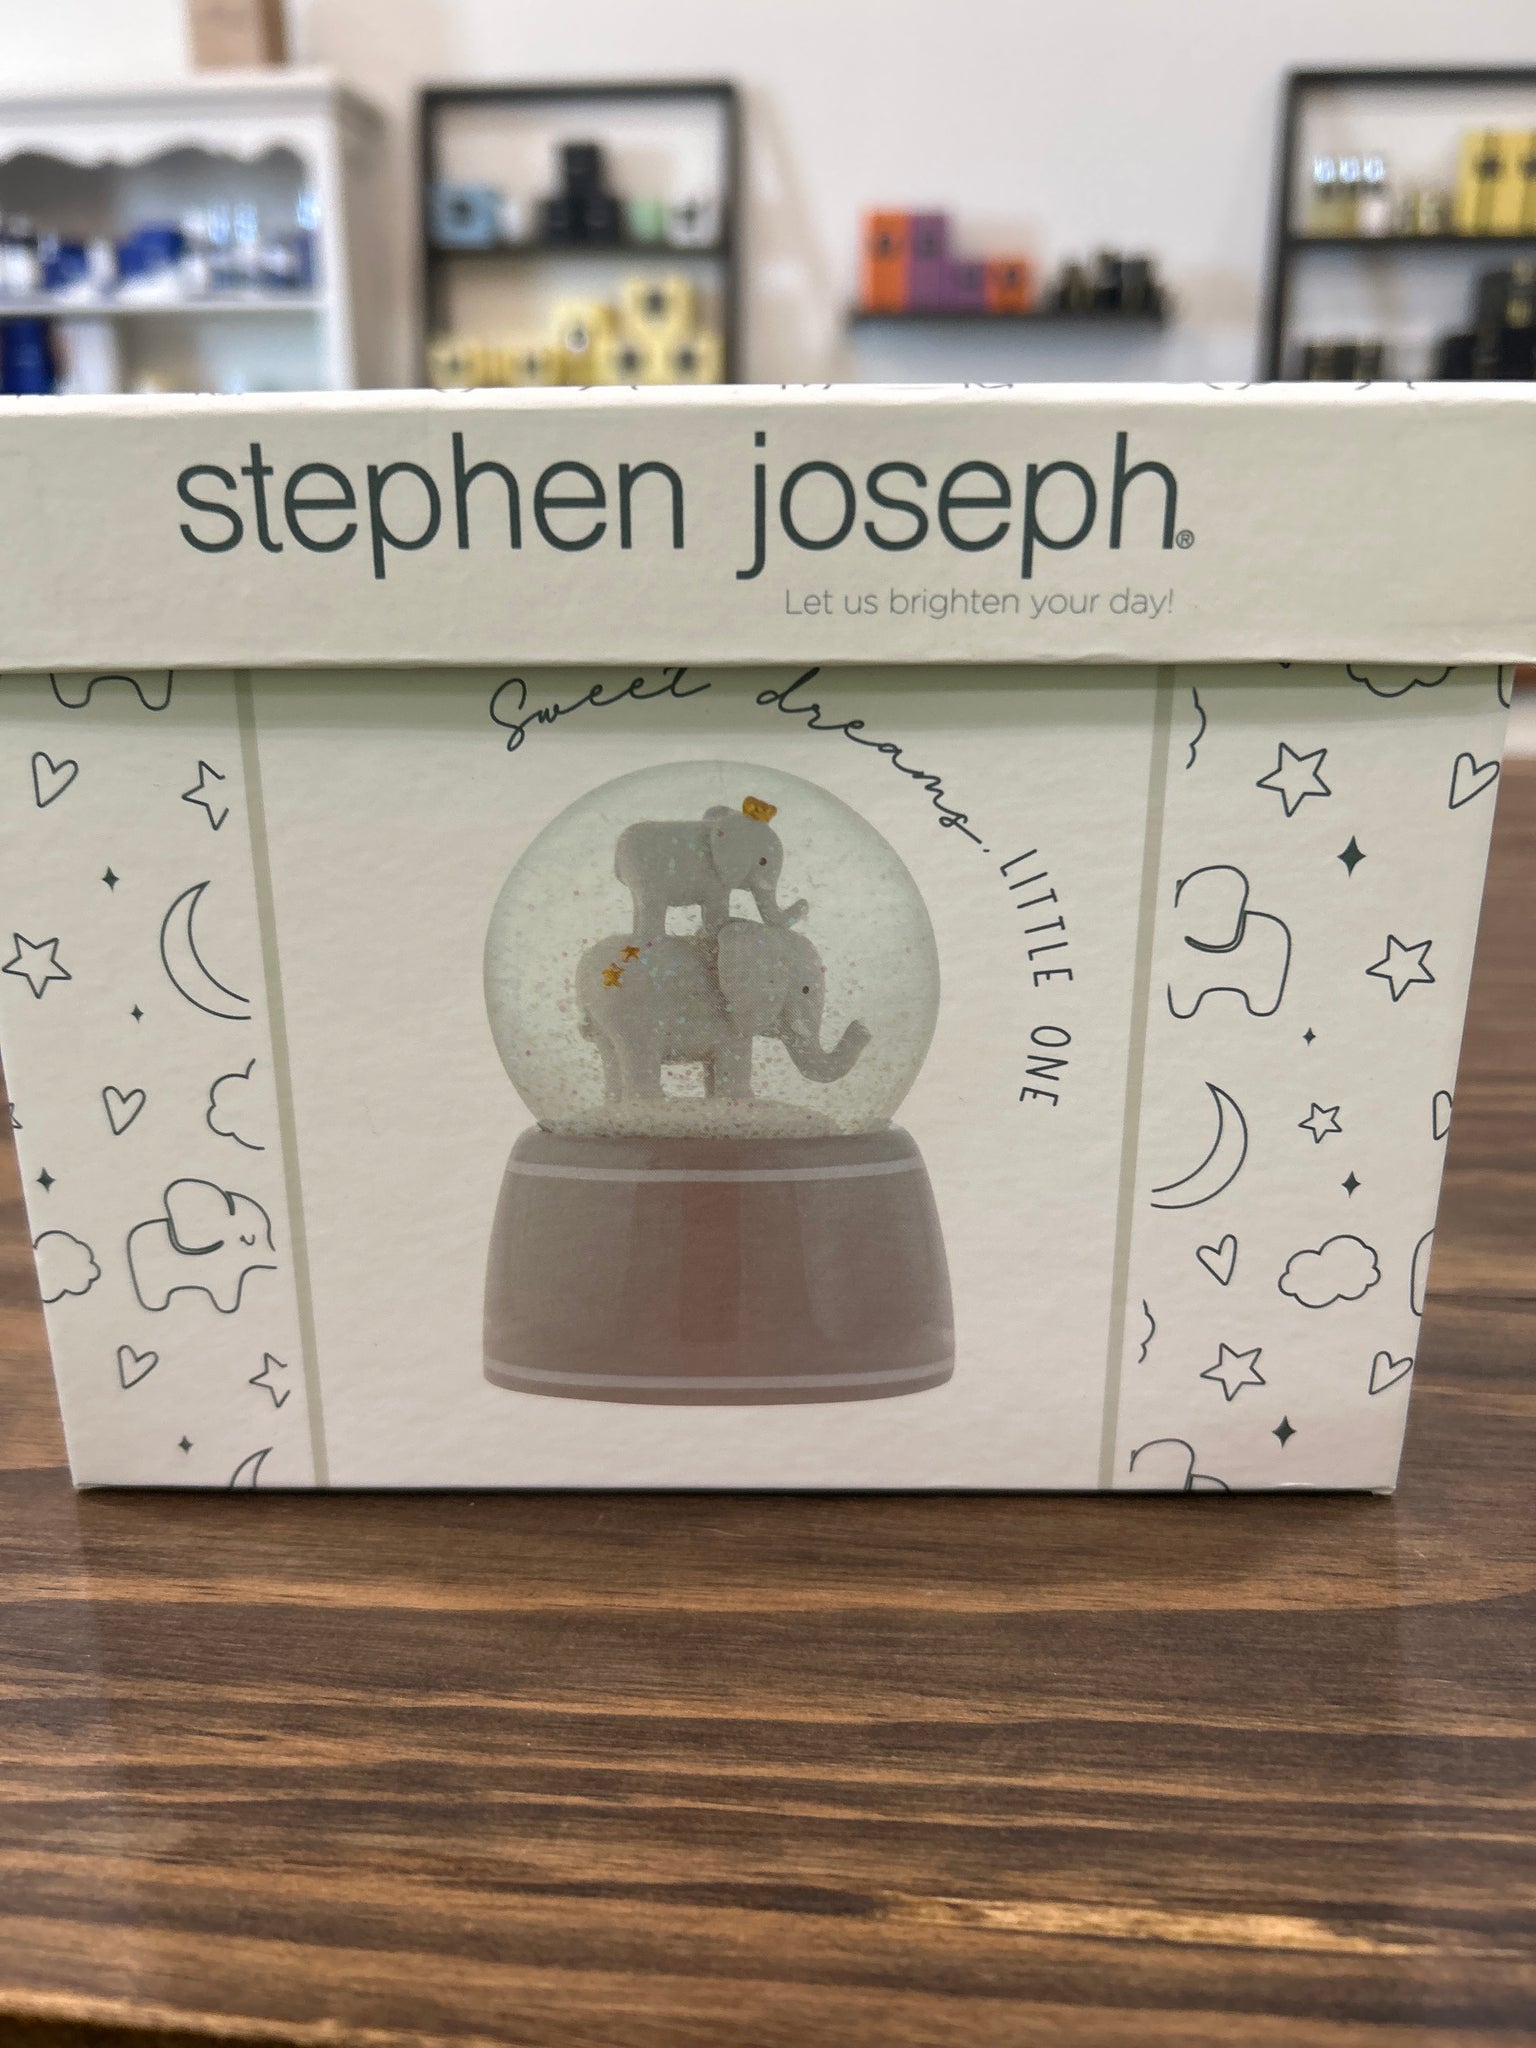 stephen joseph®
Let us brighten your day!
Sweet dreams, LITTLE ONE